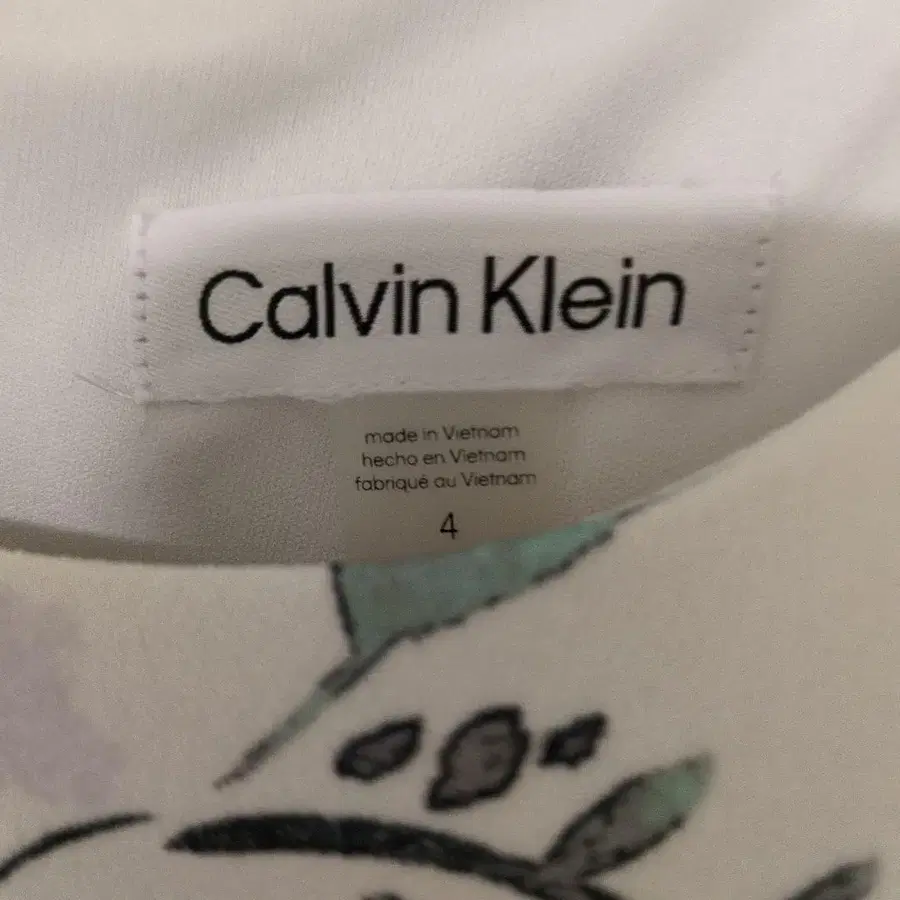 Calvin Klein
made in Vietnam
hecho en Vietnam
fabriqué au Vietnam
4